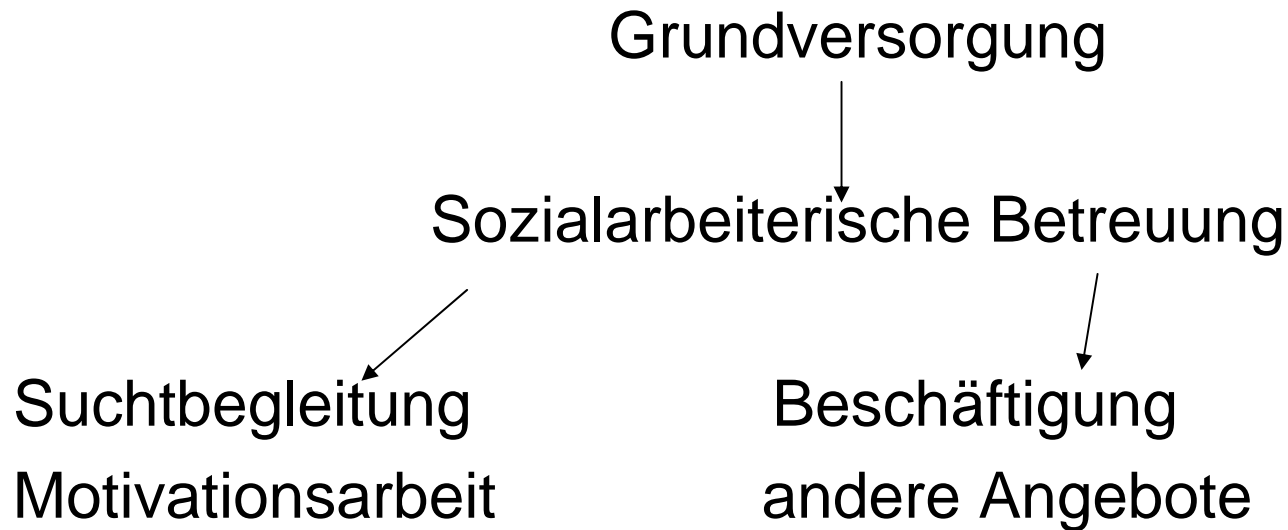 Grundversorgung
Sozialarbeiterische Betreuung
Suchtbegleitung Beschäftigung
Motivationsarbeit andere Angebote